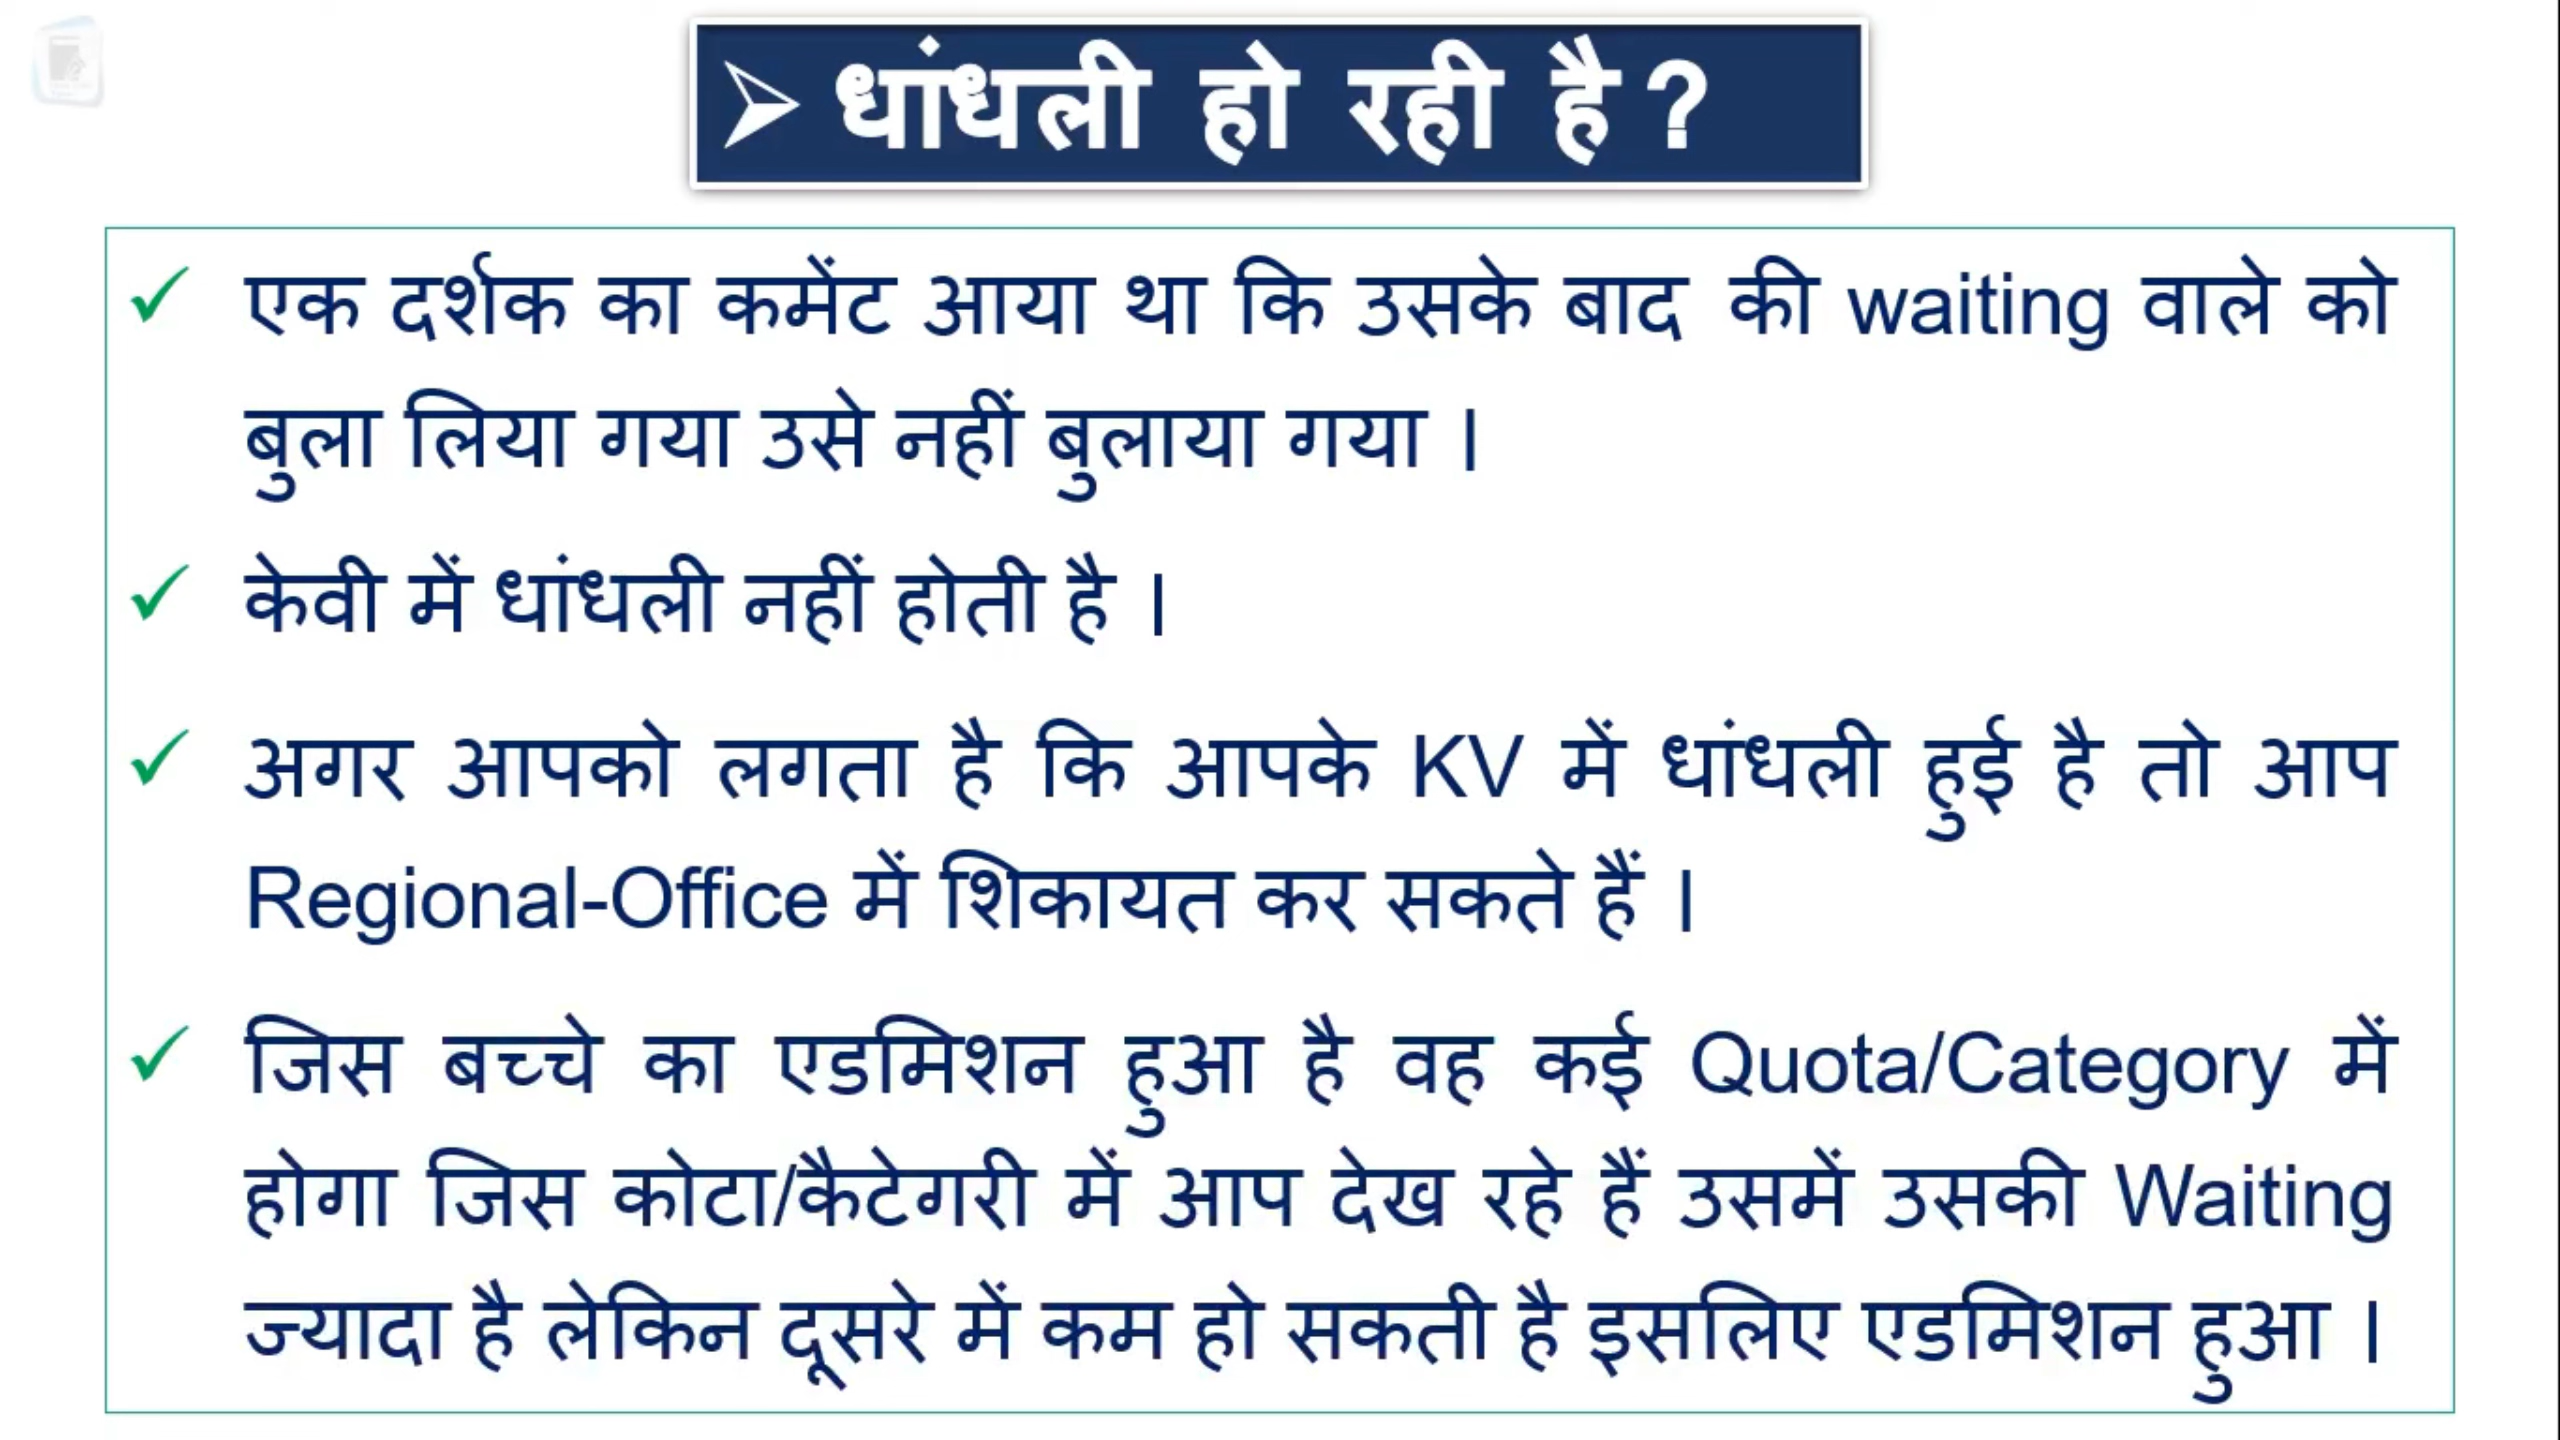 ➢ धांधली हो रही है ?
✓ एक दर्शक का कमेंट आया था कि उसके बाद की waiting वाले को
बुला लिया गया उसे नहीं बुलाया गया ।
✓ केवी में धांधली नहीं होती है ।
✓ अगर आपको लगता है कि आपके KV में धांधली हुई है तो आप
Regional-Office में शिकायत कर सकते हैं ।
✓ जिस बच्चे का एडमिशन हुआ है वह कई Quota/Category में
होगा जिस कोटा/कैटेगरी में आप देख रहे हैं उसमें उसकी Waiting
ज्यादा है लेकिन दूसरे में कम हो सकती है इसलिए एडमिशन हुआ ।